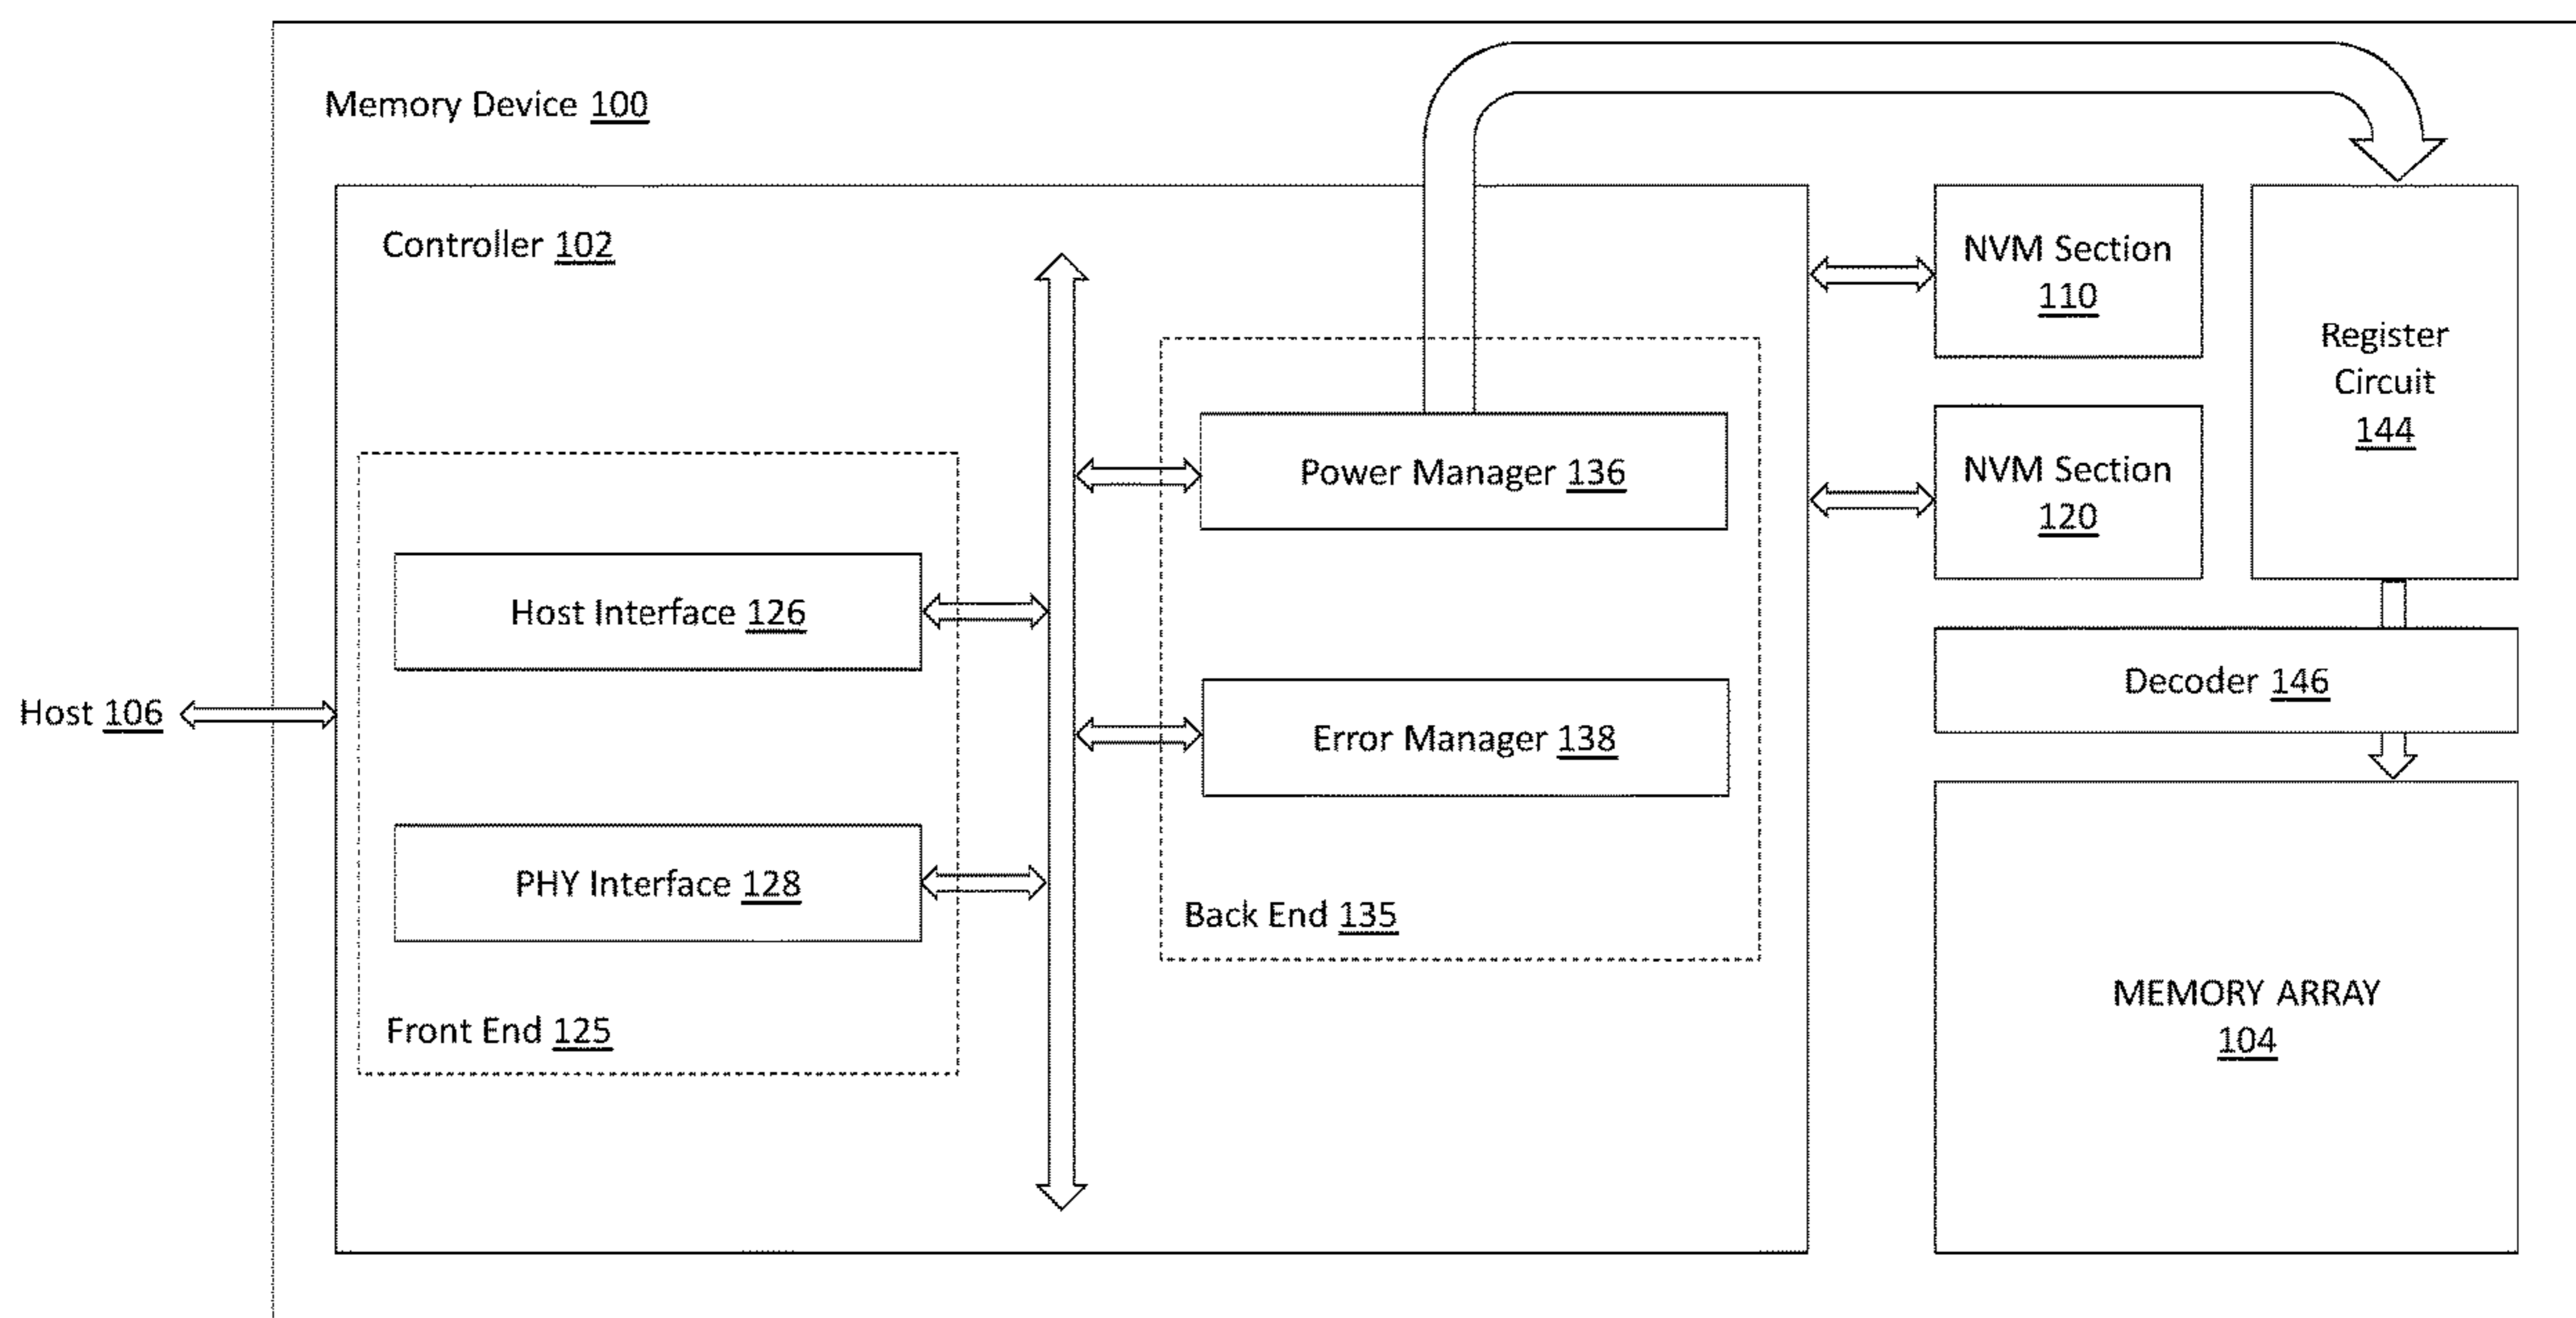 Memory Device 100
Controller 102
NVM Section
110
Register
Circuit
144
Power Manager 136
NVM Section
120
Host Interface 126
Decoder 146
Host 106
Error Manager 138
PHY Interface 128
Back End 135
MEMORY ARRAY
104
Front End 125